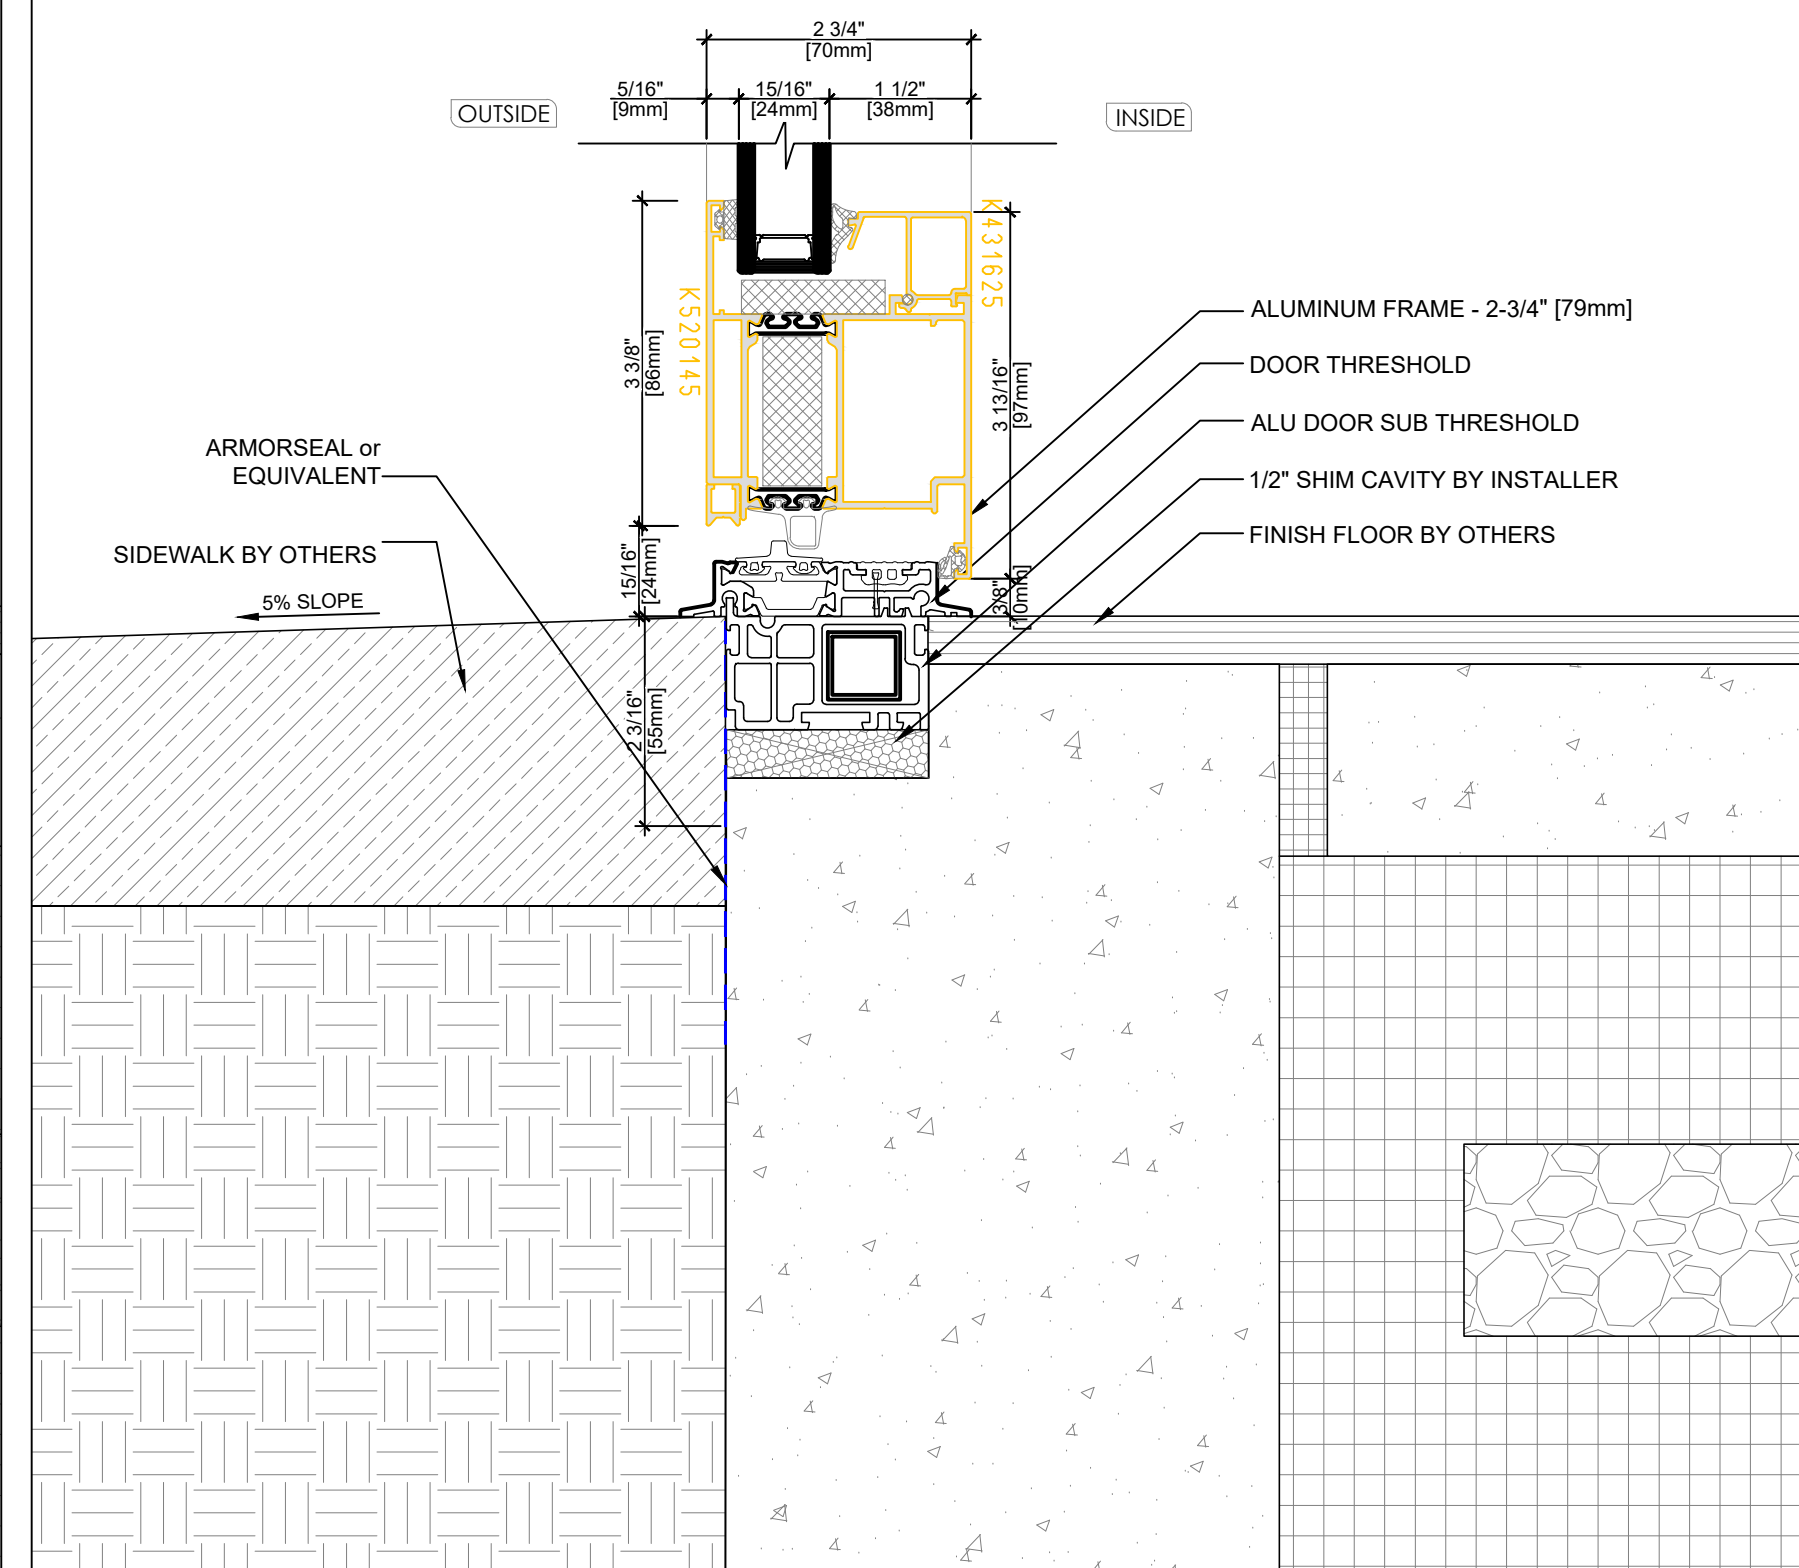 2 3/4"
[70mm]
5/16"
[9mm]
15/16"
[24mm]
1 1/2"
[38mm]
OUTSIDE
INSIDE
K431625
K520145
3 3/8"
[86mm]
3 13/16"
[97mm]
ALUMINUM FRAME - 2-3/4" [79mm]
DOOR THRESHOLD
ALU DOOR SUB THRESHOLD
1/2" SHIM CAVITY BY INSTALLER
FINISH FLOOR BY OTHERS
ARMORSEAL or
EQUIVALENT
SIDEWALK BY OTHERS
5% SLOPE
15/16"
[24mm]
3/8"
[10mm]
2 3/16"
[55mm]